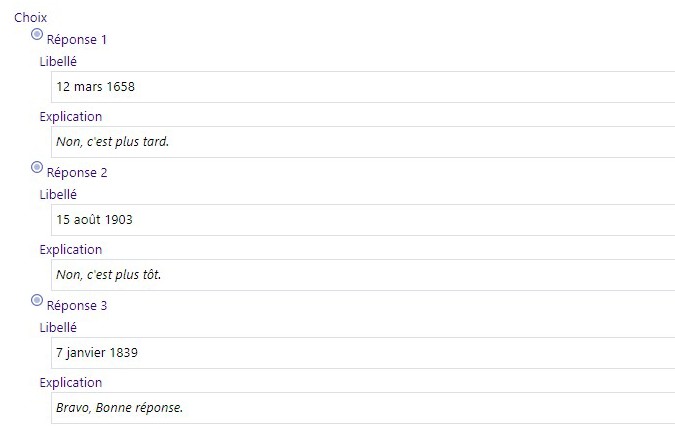 Choix
Réponse 1
Libellé
12 mars 1658
Explication
Non, c'est plus tard.
Réponse 2
Libellé
15 août 1903
Explication
Non, c'est plus tôt.
Réponse 3
Libellé
7 janvier 1839
Explication
Bravo, Bonne réponse.